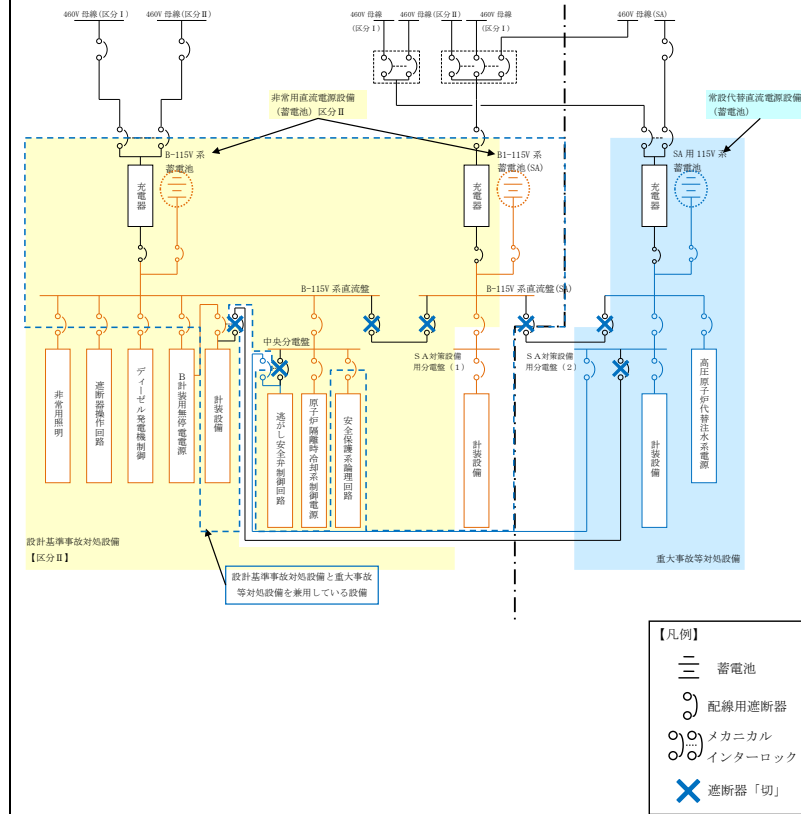 460V 母線(区分Ⅰ)
460V 母線(区分Ⅱ)
460V 母線
(区分Ⅰ)
460V 母線(区分Ⅱ)
460V 母線
(区分Ⅰ)
460V 母線(SA)
非常用直流電源設備
(蓄電池)区分Ⅱ
常設代替直流電源設備
(蓄電池)
B-115V 系
蓄電池
B1-115V 系
蓄電池(SA)
SA 用 115V 系
蓄電池
充電器
充電器
充電器
B-115V 系直流盤
B-115V 系直流盤(SA)
中央分電盤
SA対策設備
用分電盤(1)
SA対策設備
用分電盤(2)
非常用照明
遮断器操作回路
ディーゼル発電機制御
B計装用無停電電源
計装設備
逃がし安全弁制御回路
原子炉隔離時冷却系制御電源
安全保護系論理回路
計装設備
計装設備
高圧原子炉代替注水系電源
設計基準事故対処設備
【区分Ⅱ】
重大事故等対処設備
設計基準事故対処設備と重大事故
等対処設備を兼用している設備
【凡例】
蓄電池
配線用遮断器
メカニカル
インターロック
遮断器「切」